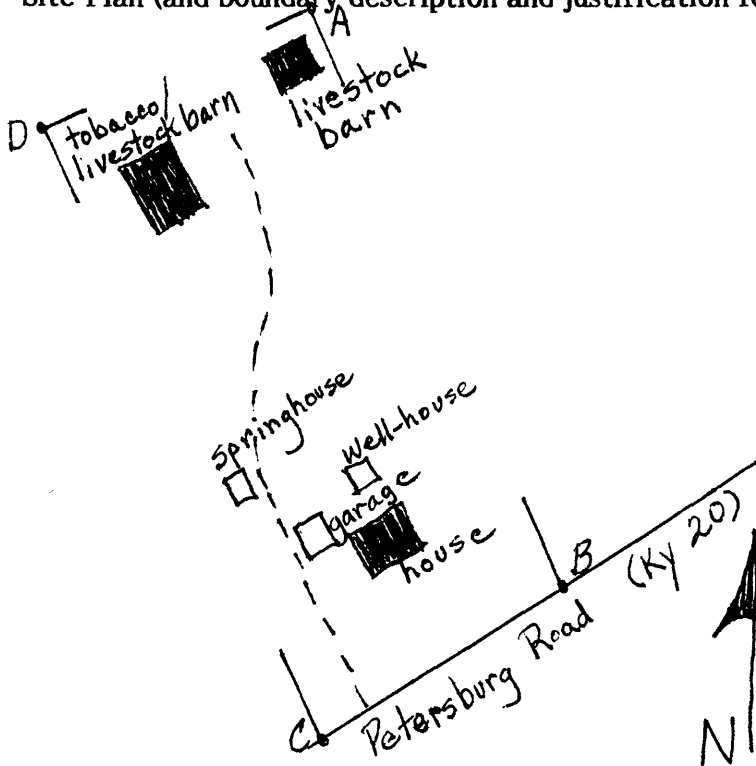 Site Plan (and boundary description and justification
A
livestock
barn
D
tobacco/
livestock barn
springhouse
well-house
garage
house
B
(Ky 20)
Petersburg Road
C
N